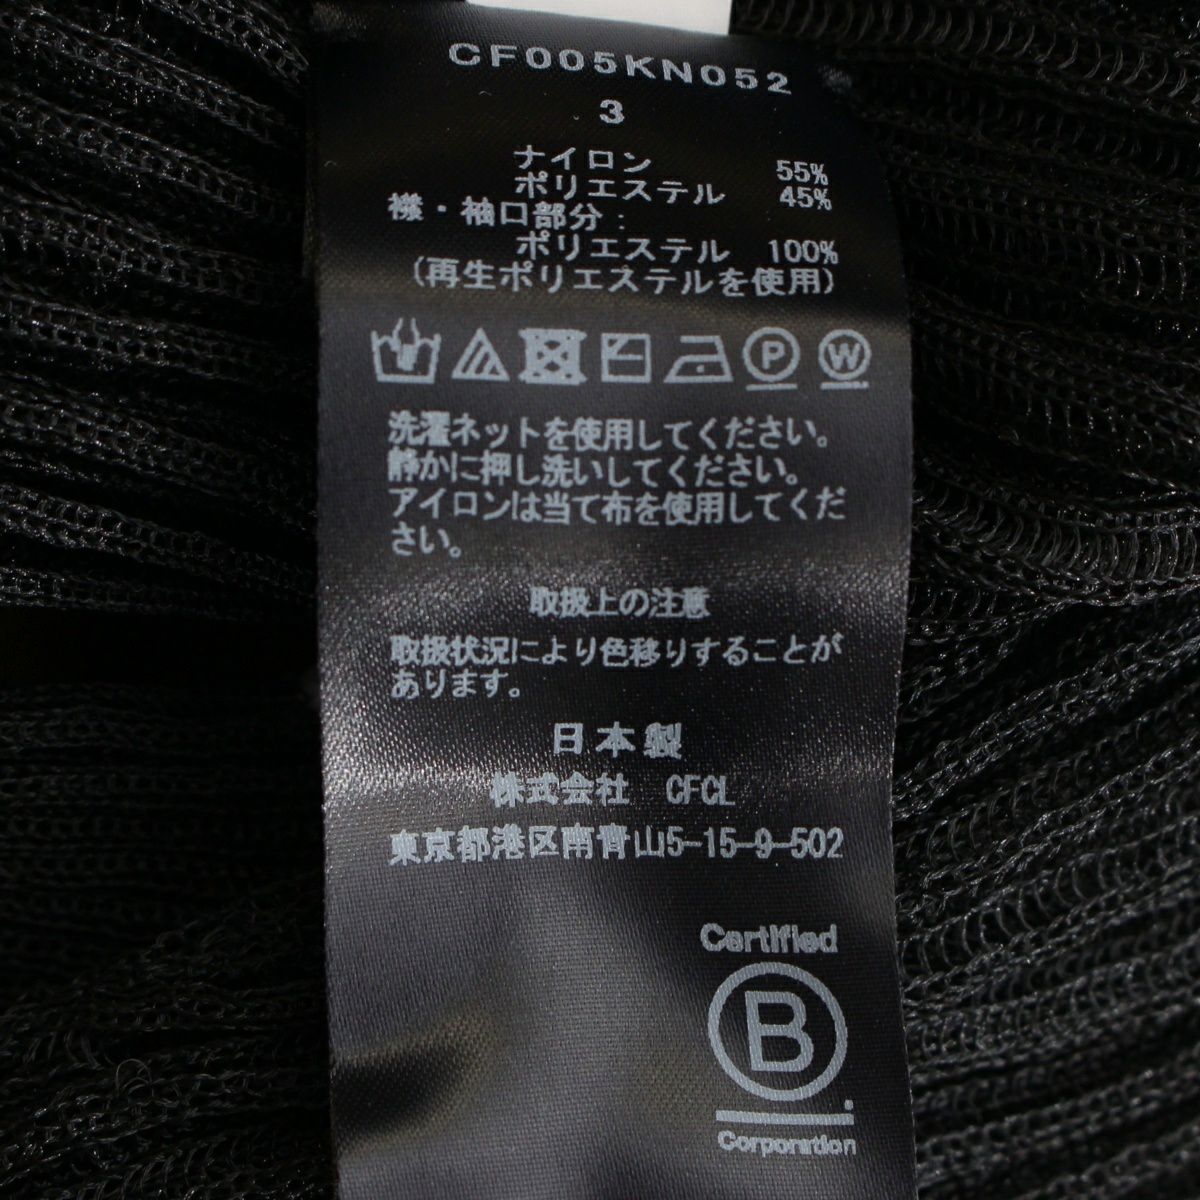 CF005KN052
3
ナイロン 55%
ポリエステル 45%
襟・袖口部分:
ポリエステル 100%
(再生ポリエステルを使用)
P W
洗濯ネットを使用してください。
静かに押し洗いしてください。
アイロンは当て布を使用してくだ
さい。
取扱上の注意
取扱状況により色移りすることが
あります。
日本製
株式会社 CFCL
東京都港区南青山5-15-9-502
Certified
B
Corporation